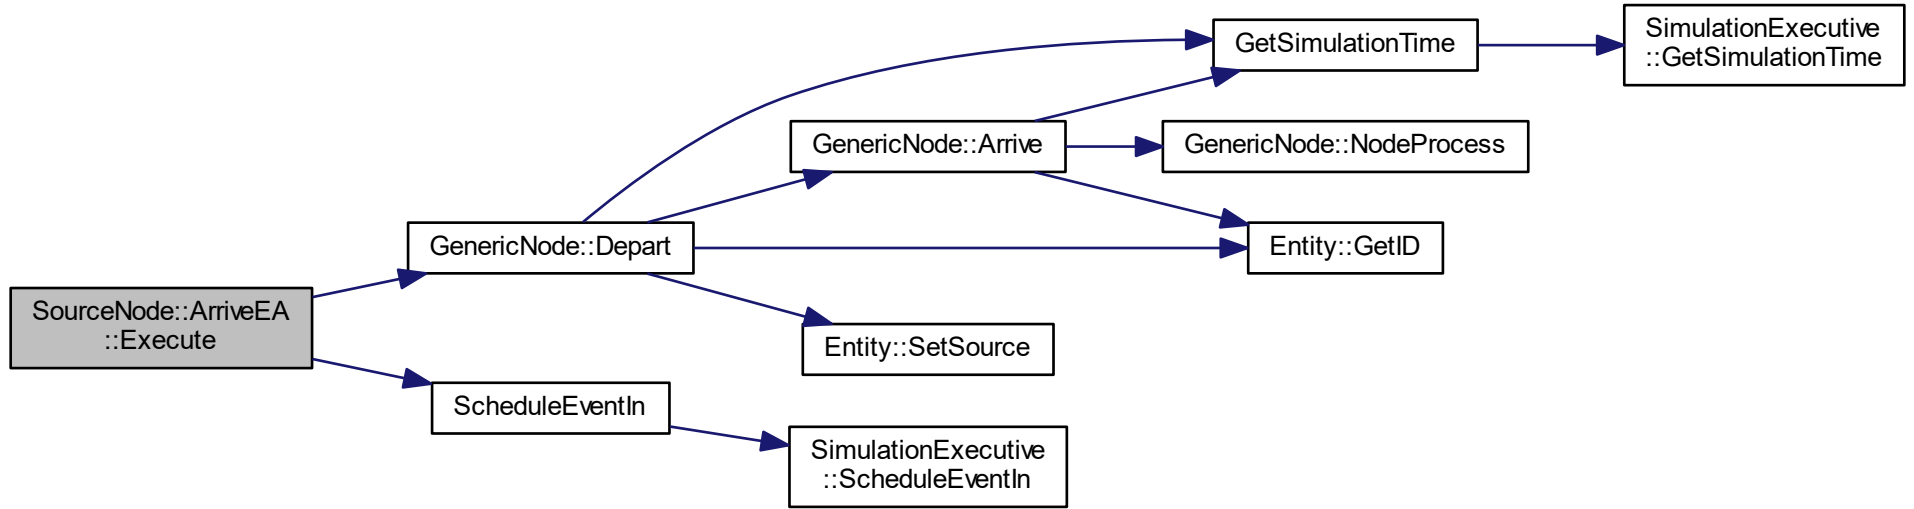 SimulationExecutive
::GetSimulationTime
GetSimulationTime
GenericNode::Arrive
GenericNode::NodeProcess
GenericNode::Depart
Entity::GetID
SourceNode::ArriveEA
::Execute
Entity::SetSource
ScheduleEventIn
SimulationExecutive
::ScheduleEventIn